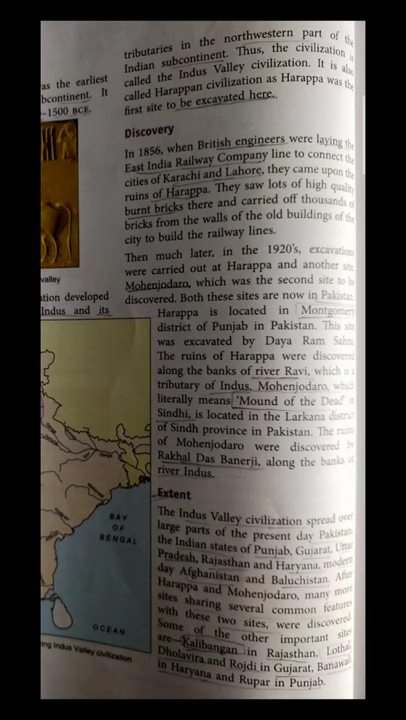 as the earliest
bcontinent. It
–1500 BCE.
valley
tion developed
Indus and its
BAY
OF
BENGAL
OCEAN
ng Indus Valley civilization
tributaries in the northwestern part of the
Indian subcontinent. Thus, the civilization
called the Indus Valley civilization. It is
called Harappan civilization as Harappa was the
first site to be excavated here.
Discovery
In 1856, when British engineers were laying the
East India Railway Company line to connect the
cities of Karachi and Lahore, they came upon the
ruins of Harappa. They saw lots of high quality
burnt bricks there and carried off thousands of
bricks from the walls of the old buildings of the
city to build the railway lines.
Then much later, in the 1920's, excavations
were carried out at Harappa and another
Mohenjodaro, which was the second site to be
discovered. Both these sites are now in Pakistan.
Harappa is located in Montgomery
district of Punjab in Pakistan. This
was excavated by Daya Ram
The ruins of Harappa were discovered
along the banks of river Ravi, which is a
tributary of Indus. Mohenjodaro, which
literally means 'Mound of the Dead' in
Sindhi, is located in the Larkana district
of Sindh province in Pakistan. The ruins
of Mohenjodaro were discovered by
Rakhal Das Banerji, along the banks of
river Indus.
Extent
The Indus Valley civilization spread over
large parts of the present day Pakistan,
the Indian states of Punjab, Gujarat, Uttar
Pradesh, Rajasthan and Haryana, modern
day Afghanistan and Baluchistan. After
Harappa and Mohenjodaro, many more
sites sharing several common features
with these two sites, were discovered.
Some of the other important sites
are—Kalibangan in Rajasthan, Lothal,
Dholavira and Rojdi in Gujarat, Banawali
in Haryana and Rupar in Punjab.